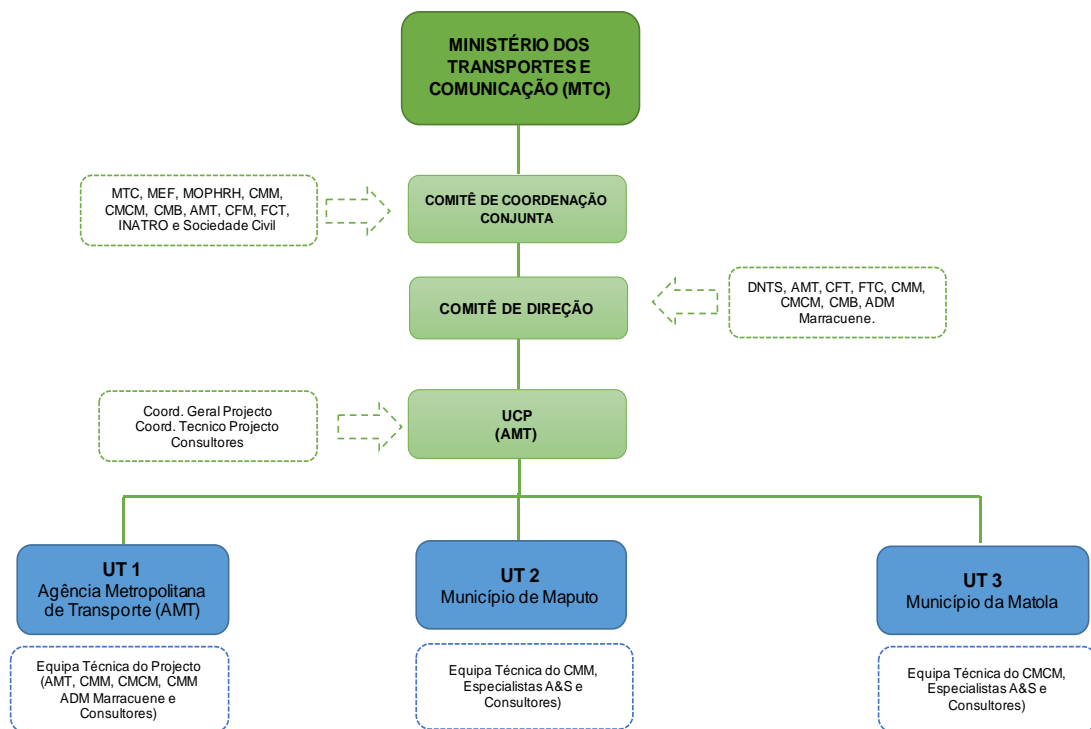 MINISTÉRIO DOS
TRANSPORTES E
COMUNICAÇÃO (MTC)
MTC, MEF, MOPHRH, CMM,
CMCM, CMB, AMT, CFM, FCT,
INATRO e Sociedade Civil
COMITÊ DE COORDENAÇÃO
CONJUNTA
COMITÊ DE DIREÇÃO
DNTS, AMT, CFT, FTC, CMM,
CMCM, CMB, ADM
Marracuene.
Coord. Geral Projecto
Coord. Tecnico Projecto
Consultores
UCP
(AMT)
UT 1
Agência Metropolitana
de Transporte (AMT)
UT 2
Município de Maputo
UT 3
Município da Matola
Equipa Técnica do Projecto
(AMT, CMM, CMCM, CMM
ADM Marracuene e
Consultores)
Equipa Técnica do CMM,
Especialistas A&S e
Consultores)
Equipa Técnica do CMCM,
Especialistas A&S e
Consultores)